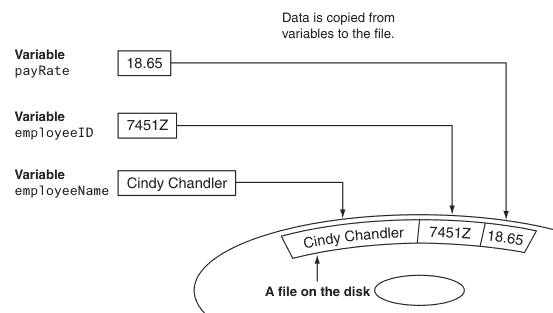 Data is copied from
variables to the file.
Variable
payRate
18.65
Variable
employeeID
7451Z
Variable
employeeName
Cindy Chandler
Cindy Chandler
7451Z
18.65
A file on the disk